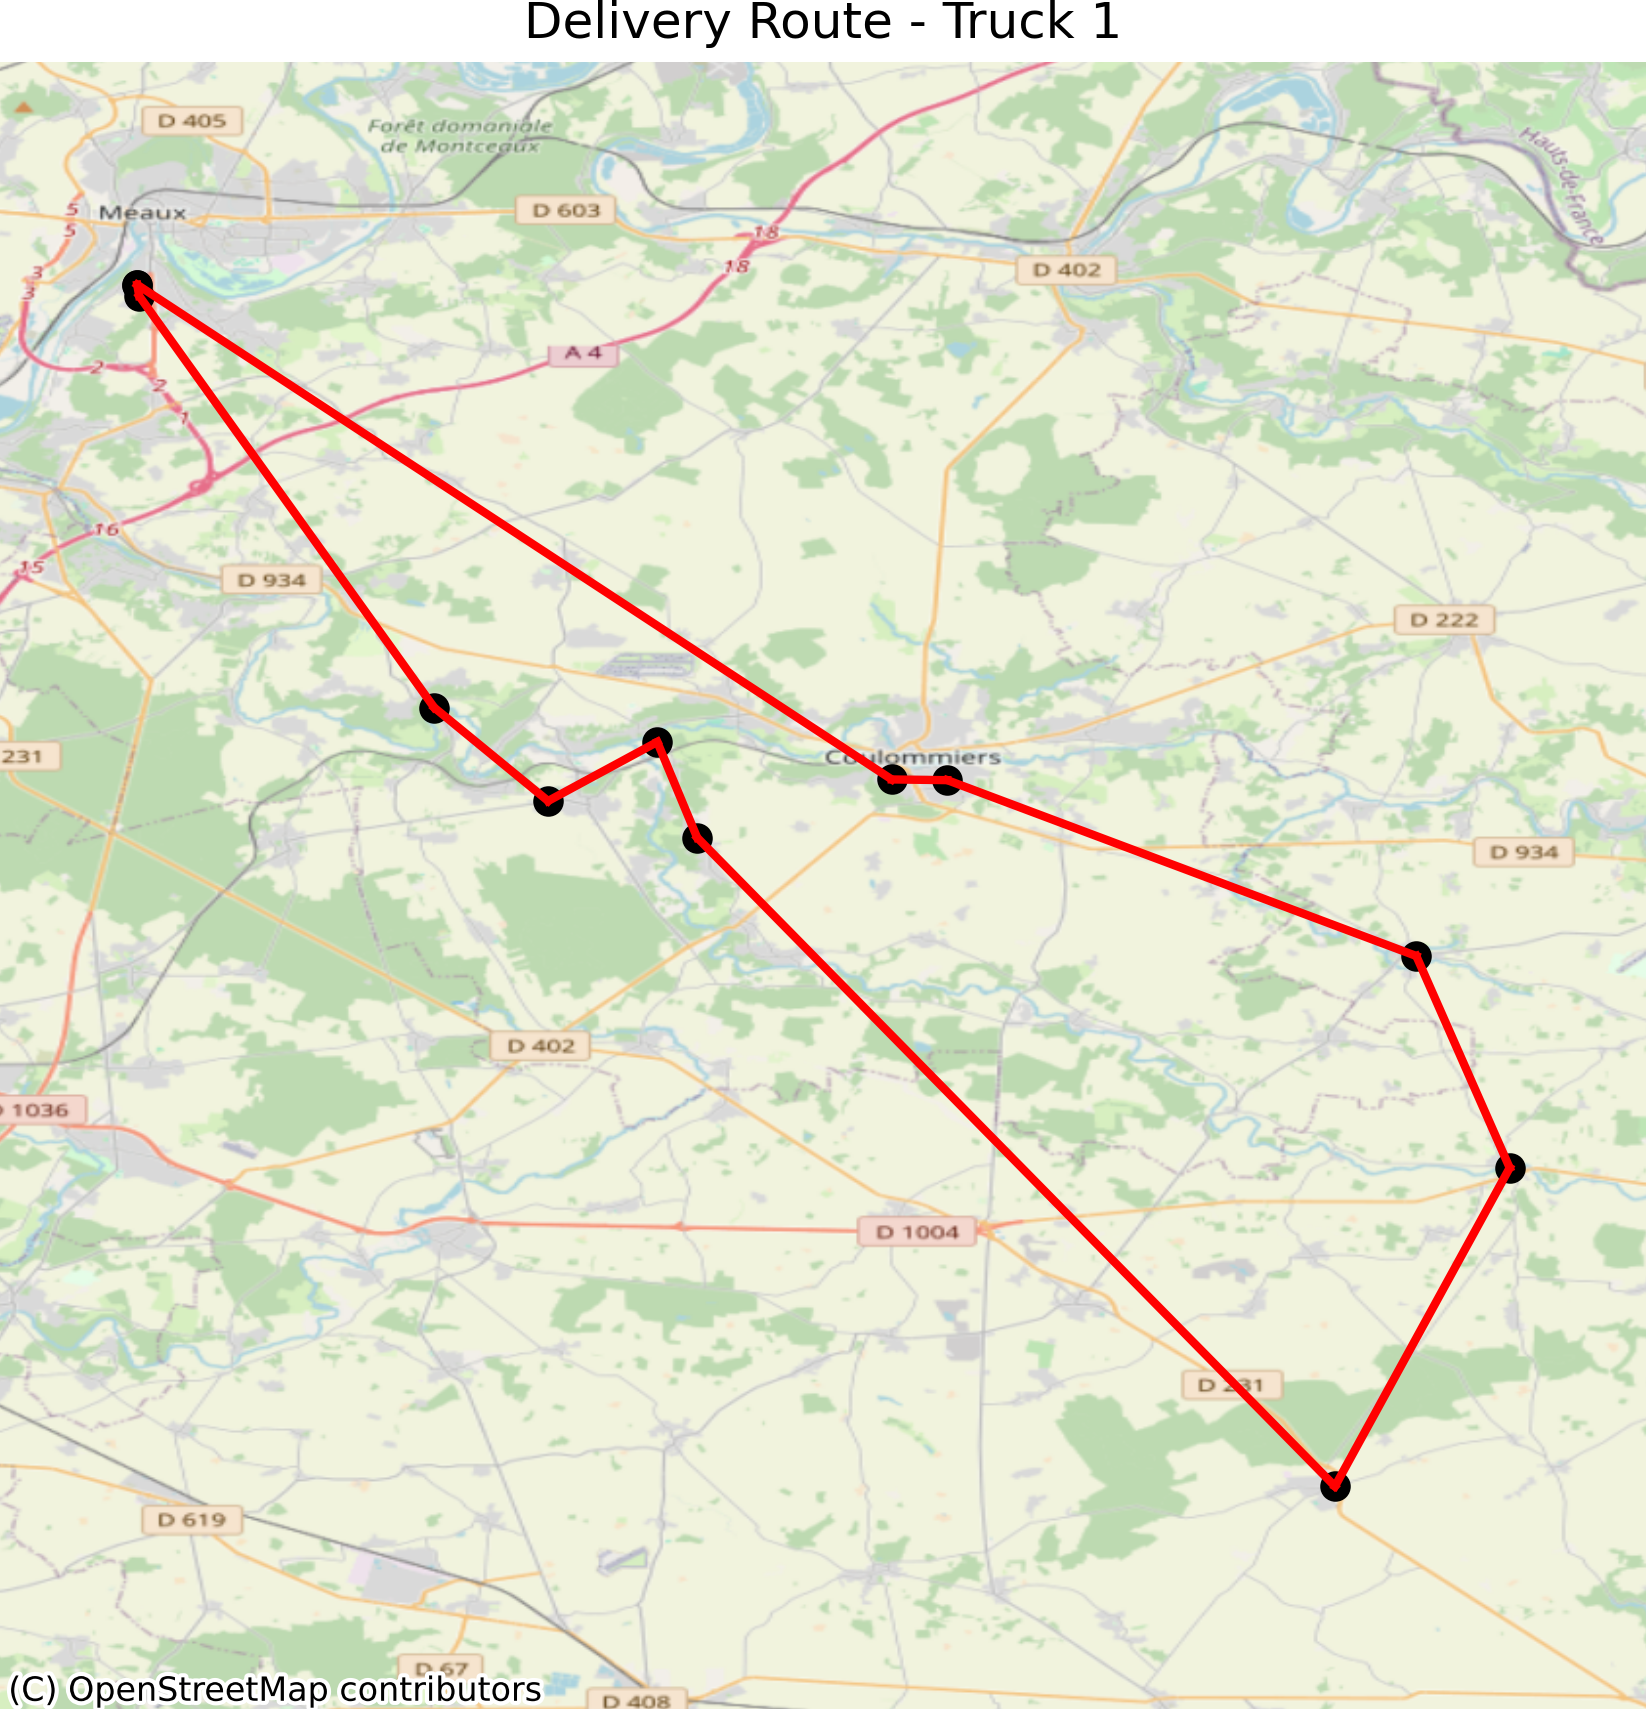 Delivery Route - Truck 1
D 405
Forêt domaniale
de Montceaux
Hauts-de-France
5
Meaux
D 603
5
18
18
3
D 402
3
A 4
2
2
1
16
15
D 934
D 222
231
Coulommiers
D 934
D 402
D 1036
D 1004
D 231
D 619
D 67
(C) OpenStreetMap contributors
D 408